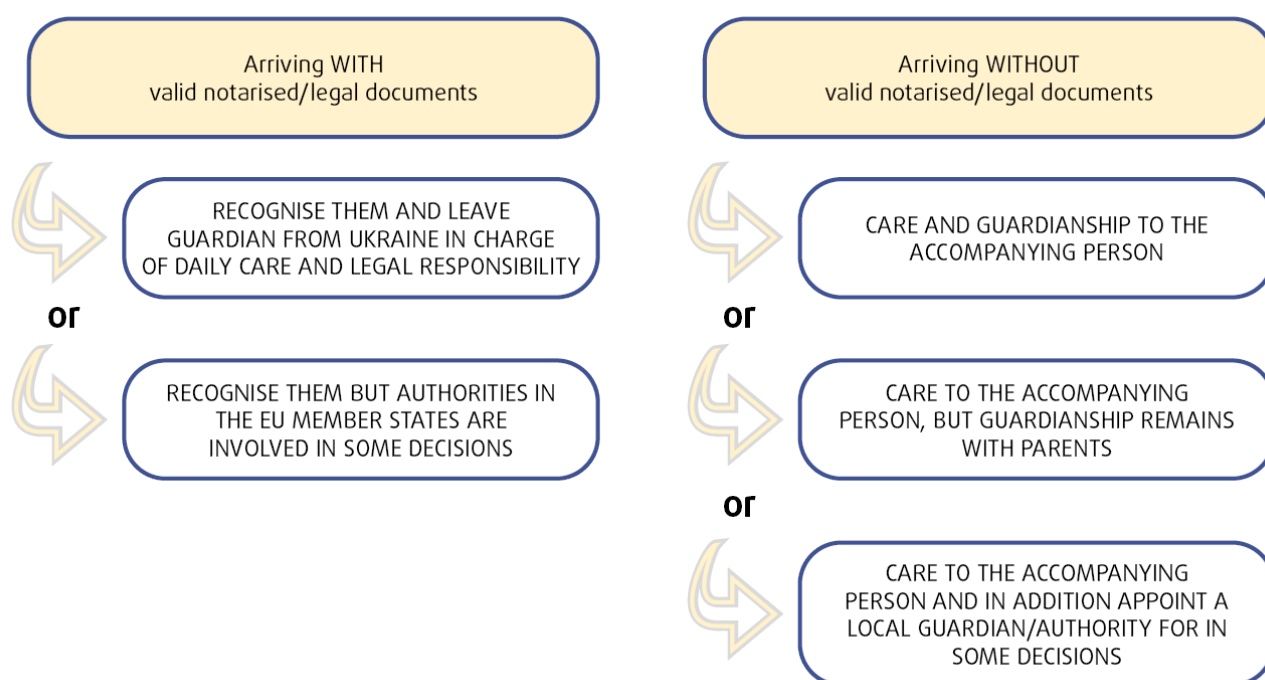 Arriving WITH
valid notarised/legal documents
RECOGNISE THEM AND LEAVE
GUARDIAN FROM UKRAINE IN CHARGE
OF DAILY CARE AND LEGAL RESPONSIBILITY
or
RECOGNISE THEM BUT AUTHORITIES IN
THE EU MEMBER STATES ARE
INVOLVED IN SOME DECISIONS
Arriving WITHOUT
valid notarised/legal documents
CARE AND GUARDIANSHIP TO THE
ACCOMPANYING PERSON
or
CARE TO THE ACCOMPANYING
PERSON, BUT GUARDIANSHIP REMAINS
WITH PARENTS
or
CARE TO THE ACCOMPANYING
PERSON AND IN ADDITION APPOINT A
LOCAL GUARDIAN/AUTHORITY FOR IN
SOME DECISIONS